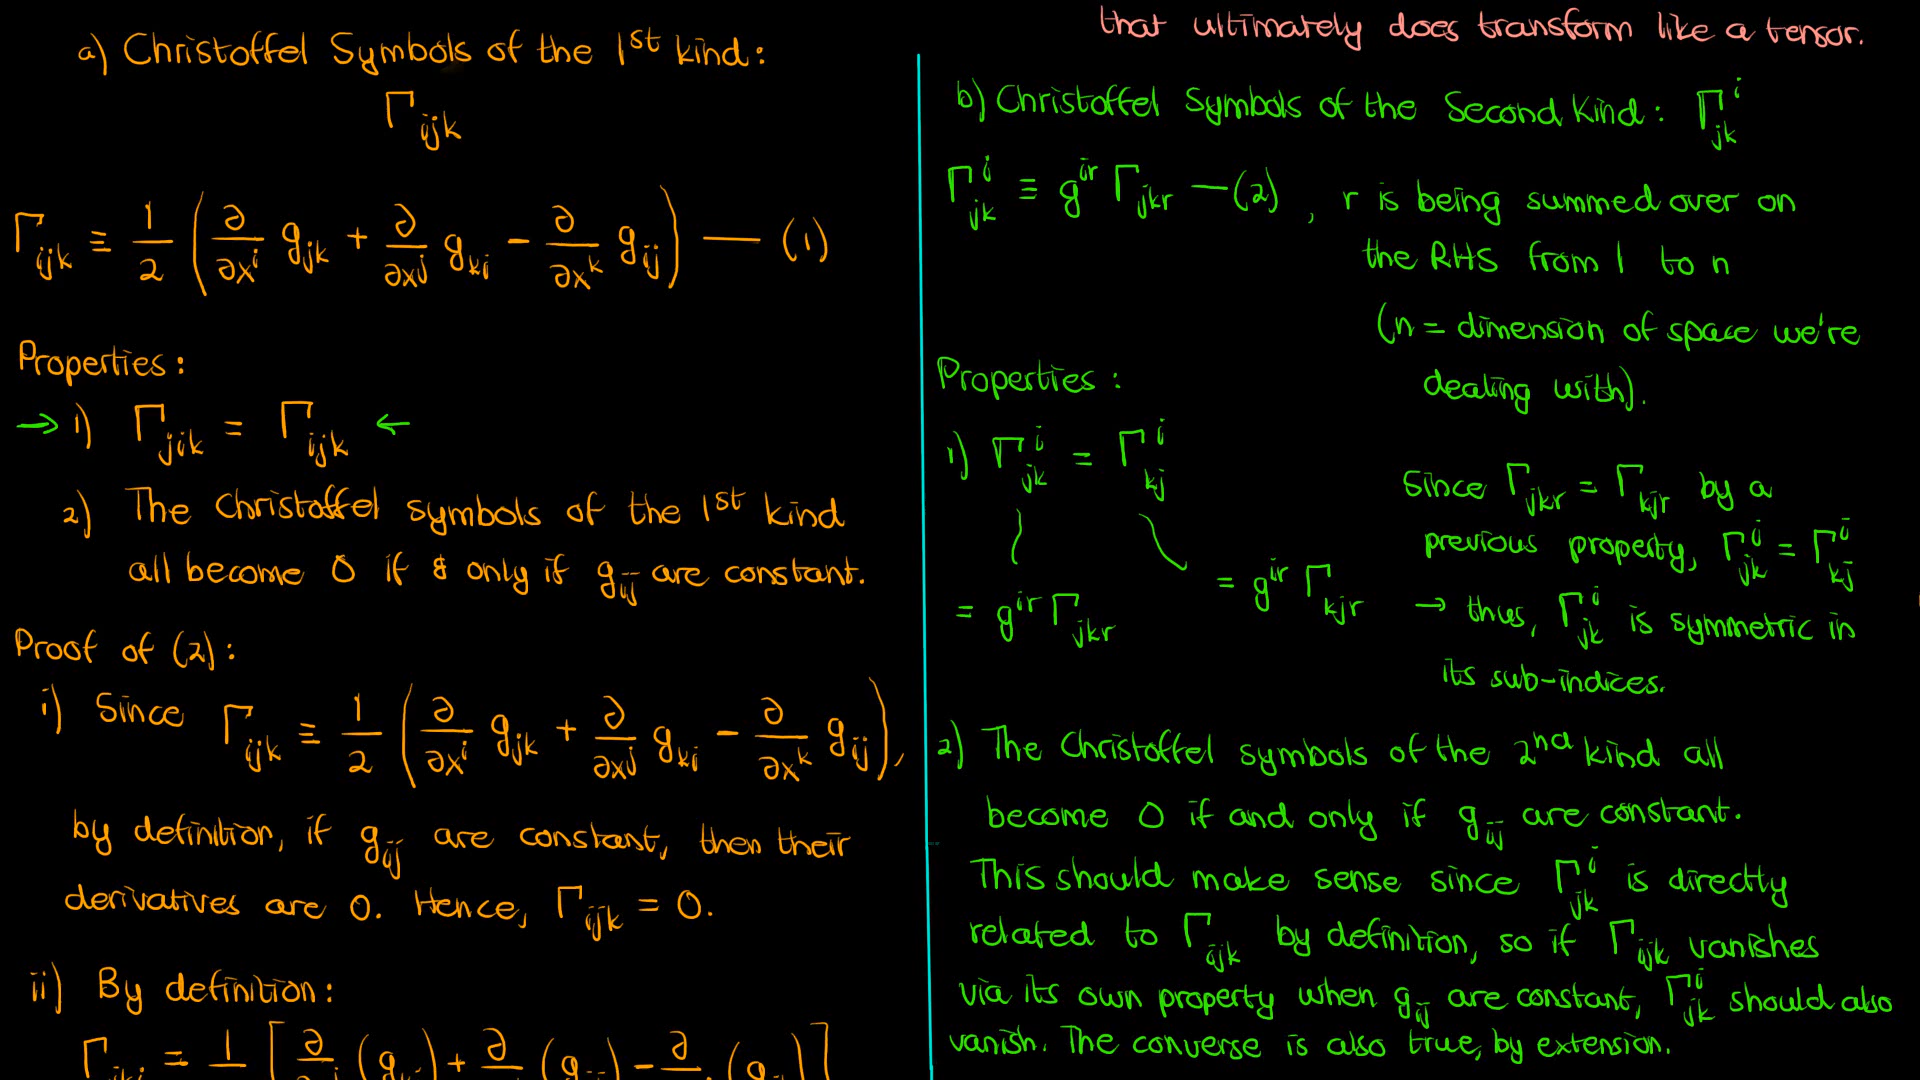 a) Christoffel Symbols of the 1st kind:
Γijk
Γijk ≡ 1/2 (∂/∂x^i gjk + ∂/∂x^j gki − ∂/∂x^k gij) — (1)
Properties:
→ 1) Γjik = Γijk ←
2) The Christoffel symbols of the 1st kind
all become 0 if & only if gij are constant.
Proof of (2):
i) Since Γijk ≡ 1/2 (∂/∂x^i gjk + ∂/∂x^j gki − ∂/∂x^k gij),
by definition, if gij are constant, then their
derivatives are 0. Hence, Γijk = 0.
ii) By definition:
that ultimately does transform like a tensor.
b) Christoffel Symbols of the Second Kind: Γ^i_jk
Γ^i_jk ≡ g^ir Γjkr — (2), r is being summed over on
the RHS from 1 to n
(n = dimension of space we're
dealing with).
Properties:
1) Γ^i_jk = Γ^i_kj
= g^ir Γjkr
= g^ir Γkjr
Since Γjkr = Γkjr by a
previous property, Γ^i_jk = Γ^i_kj
→ thus, Γ^i_jk is symmetric in
its sub-indices.
2) The Christoffel symbols of the 2nd kind all
become 0 if and only if gij are constant.
This should make sense since Γ^i_jk is directly
related to Γijk by definition, so if Γijk vanishes
via its own property when gij are constant, Γ^i_jk should also
vanish. The converse is also true, by extension.